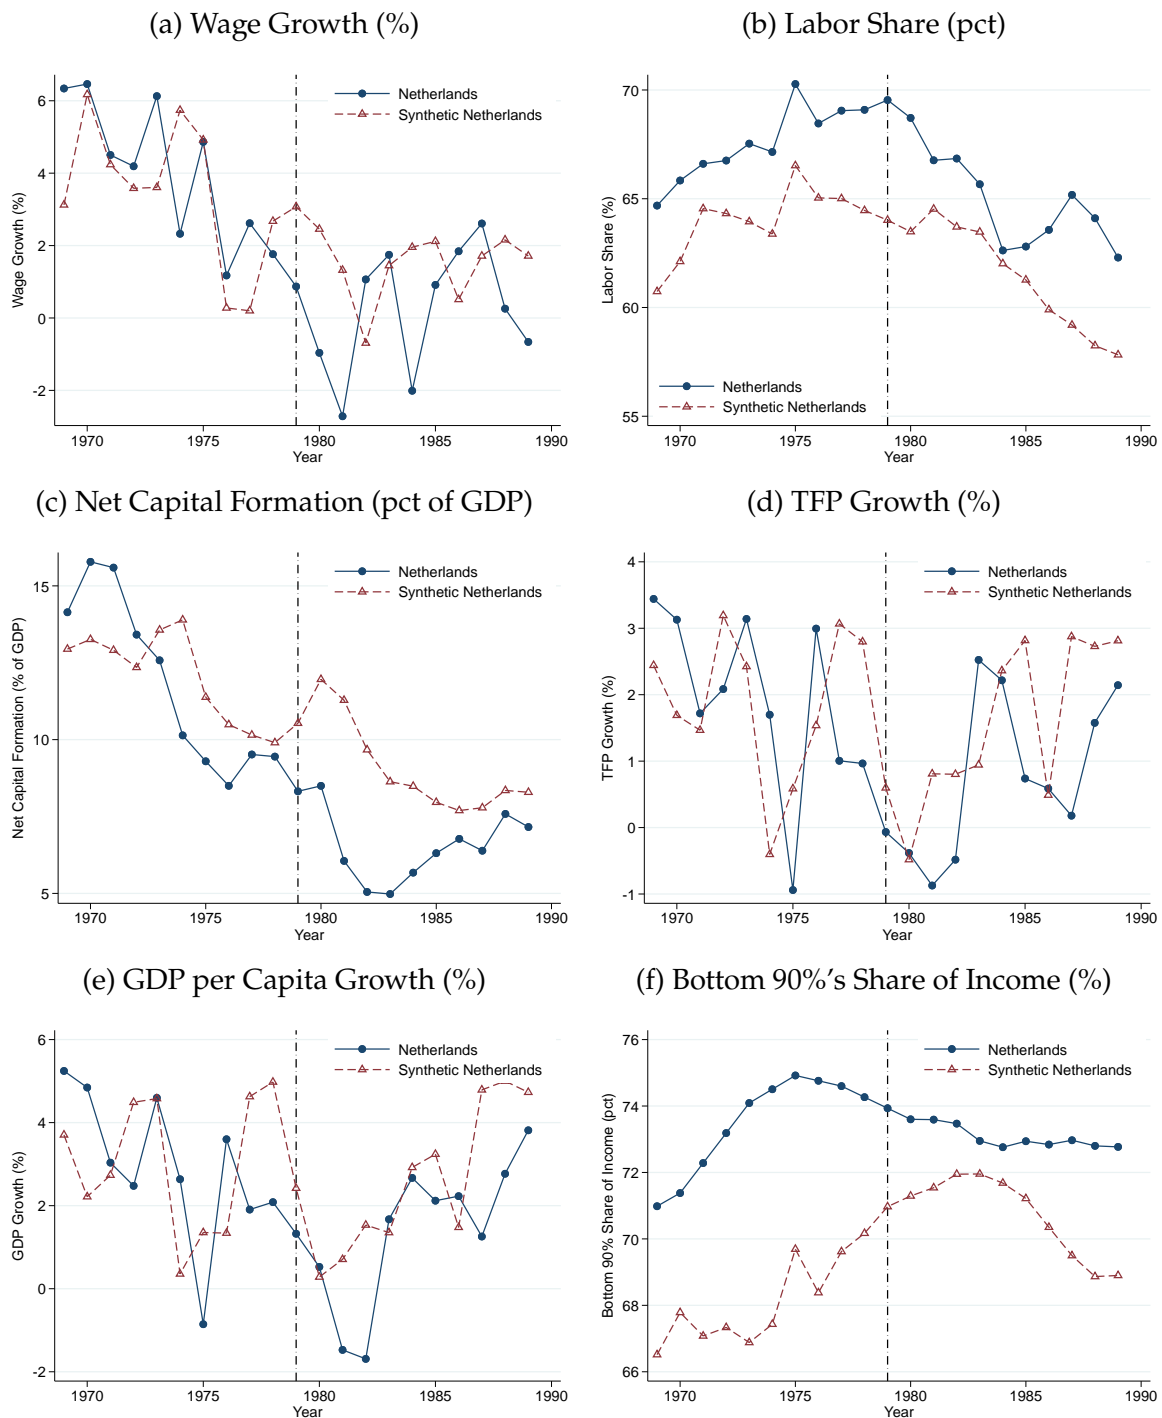 (a) Wage Growth (%)
Wage Growth (%)
6
4
2
0
-2
Netherlands
Synthetic Netherlands
1970 1975 1980 1985 1990
Year
(b) Labor Share (pct)
Labor Share (%)
70
65
60
55
Netherlands
Synthetic Netherlands
1970 1975 1980 1985 1990
Year
(c) Net Capital Formation (pct of GDP)
Net Capital Formation (% of GDP)
15
10
5
Netherlands
Synthetic Netherlands
1970 1975 1980 1985 1990
Year
(d) TFP Growth (%)
TFP Growth (%)
4
3
2
1
0
-1
Netherlands
Synthetic Netherlands
1970 1975 1980 1985 1990
Year
(e) GDP per Capita Growth (%)
GDP Growth (%)
6
4
2
0
-2
Netherlands
Synthetic Netherlands
1970 1975 1980 1985 1990
Year
(f) Bottom 90%’s Share of Income (%)
Bottom 90% Share of Income (pct)
76
74
72
70
68
66
Netherlands
Synthetic Netherlands
1970 1975 1980 1985 1990
Year